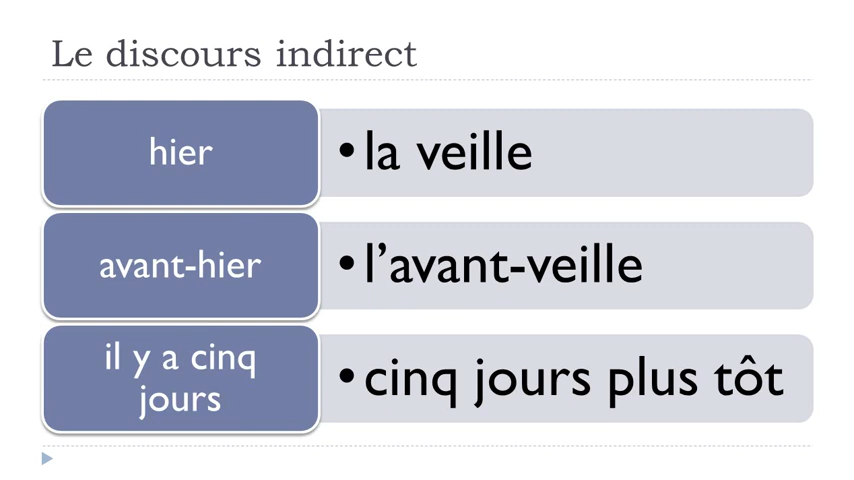 Le discours indirect
hier
• la veille
avant-hier
• l’avant-veille
il y a cinq
jours
• cinq jours plus tôt